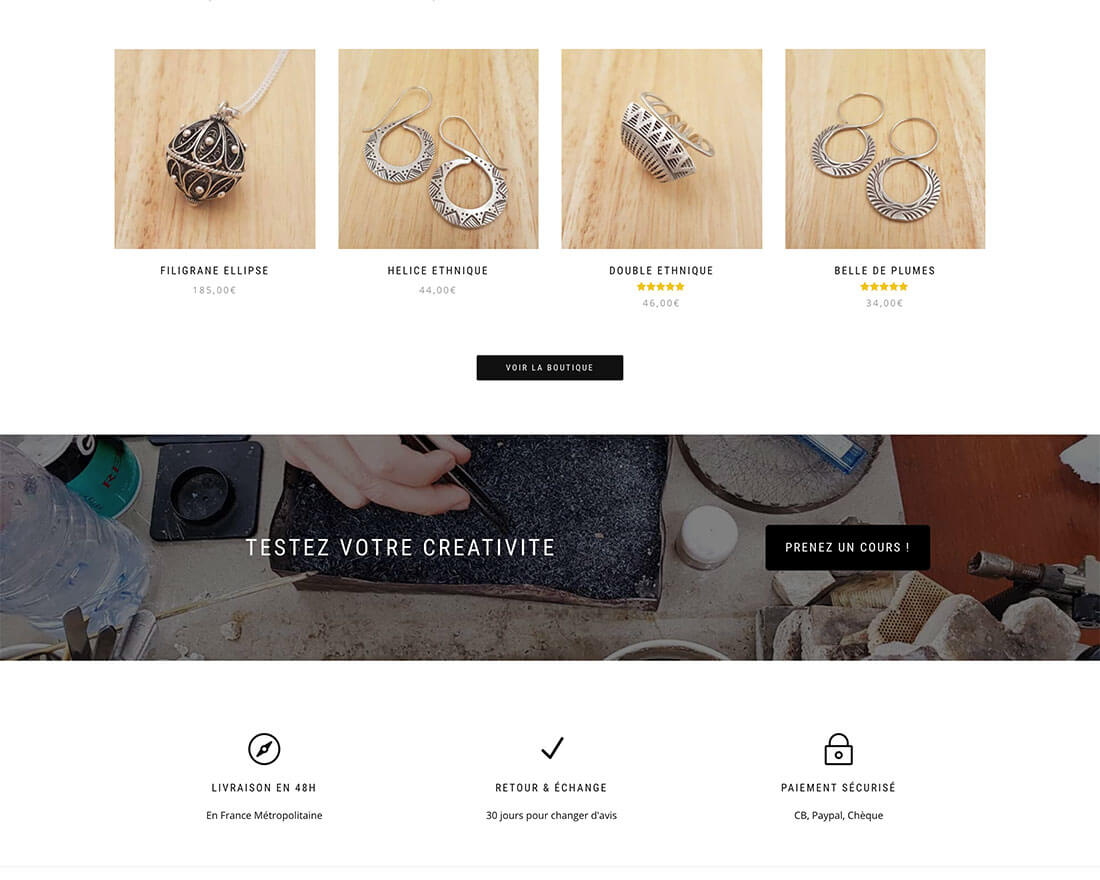 FILIGRANE ELLIPSE
185,00€
HELICE ETHNIQUE
44,00€
DOUBLE ETHNIQUE
46,00€
BELLE DE PLUMES
34,00€
VOIR LA BOUTIQUE
TESTEZ VOTRE CREATIVITE
PRENEZ UN COURS !
LIVRAISON EN 48H
En France Métropolitaine
RETOUR & ÉCHANGE
30 jours pour changer d'avis
PAIEMENT SÉCURISÉ
CB, Paypal, Chèque